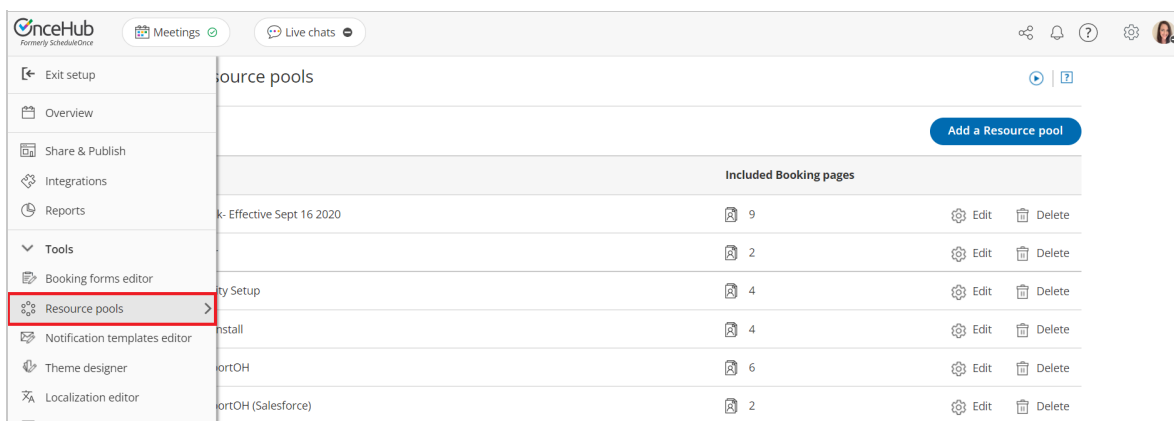 OnceHub
Formerly ScheduleOnce
Meetings
Live chats
?
Exit setup
Overview
Share & Publish
Integrations
Reports
Tools
Booking forms editor
Resource pools
Notification templates editor
Theme designer
Localization editor
source pools
?
Add a Resource pool
Included Booking pages
k- Effective Sept 16 2020 9 Edit Delete
2 Edit Delete
ity Setup 4 Edit Delete
nstall 4 Edit Delete
ortOH 6 Edit Delete
ortOH (Salesforce) 2 Edit Delete